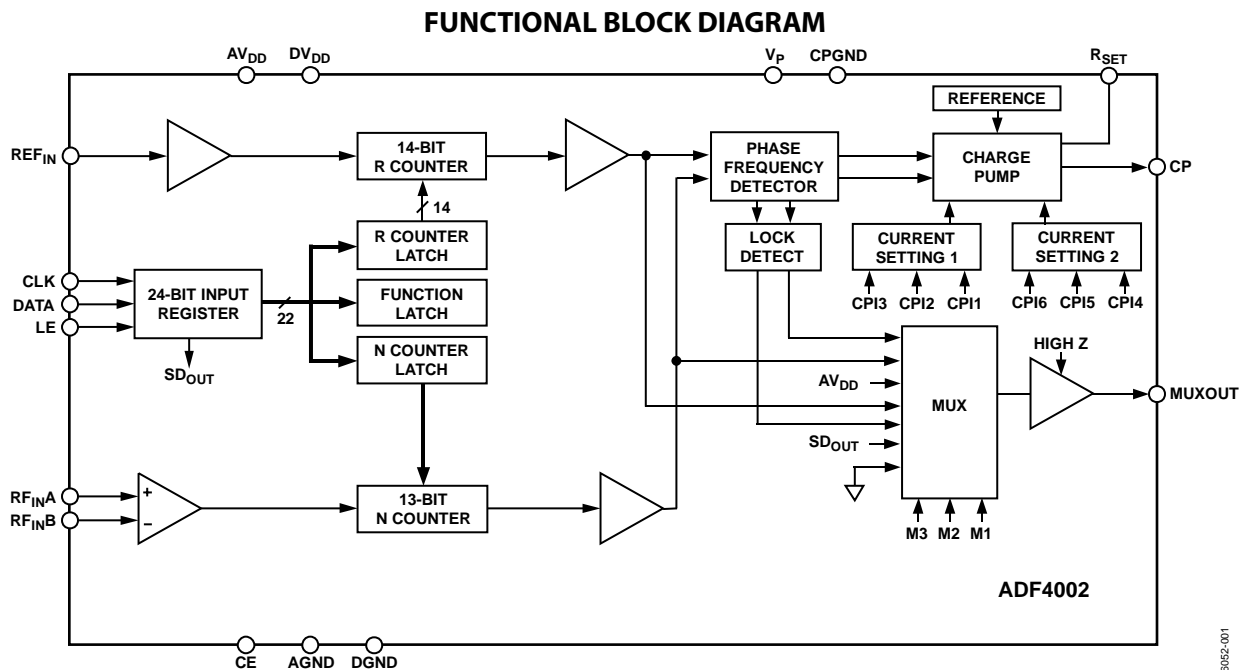 FUNCTIONAL BLOCK DIAGRAM
AVDD
DVDD
VP
CPGND
RSET
REFERENCE
REFIN
14-BIT
R COUNTER
PHASE
FREQUENCY
DETECTOR
CHARGE
PUMP
CP
14
R COUNTER
LATCH
LOCK
DETECT
CURRENT
SETTING 1
CURRENT
SETTING 2
CLK
DATA
LE
24-BIT INPUT
REGISTER
22
FUNCTION
LATCH
CPI3
CPI2
CPI1
CPI6
CPI5
CPI4
N COUNTER
LATCH
SDOUT
HIGH Z
AVDD
MUX
MUXOUT
SDOUT
RFINA
RFINB
+
−
13-BIT
N COUNTER
M3
M2
M1
ADF4002
CE
AGND
DGND